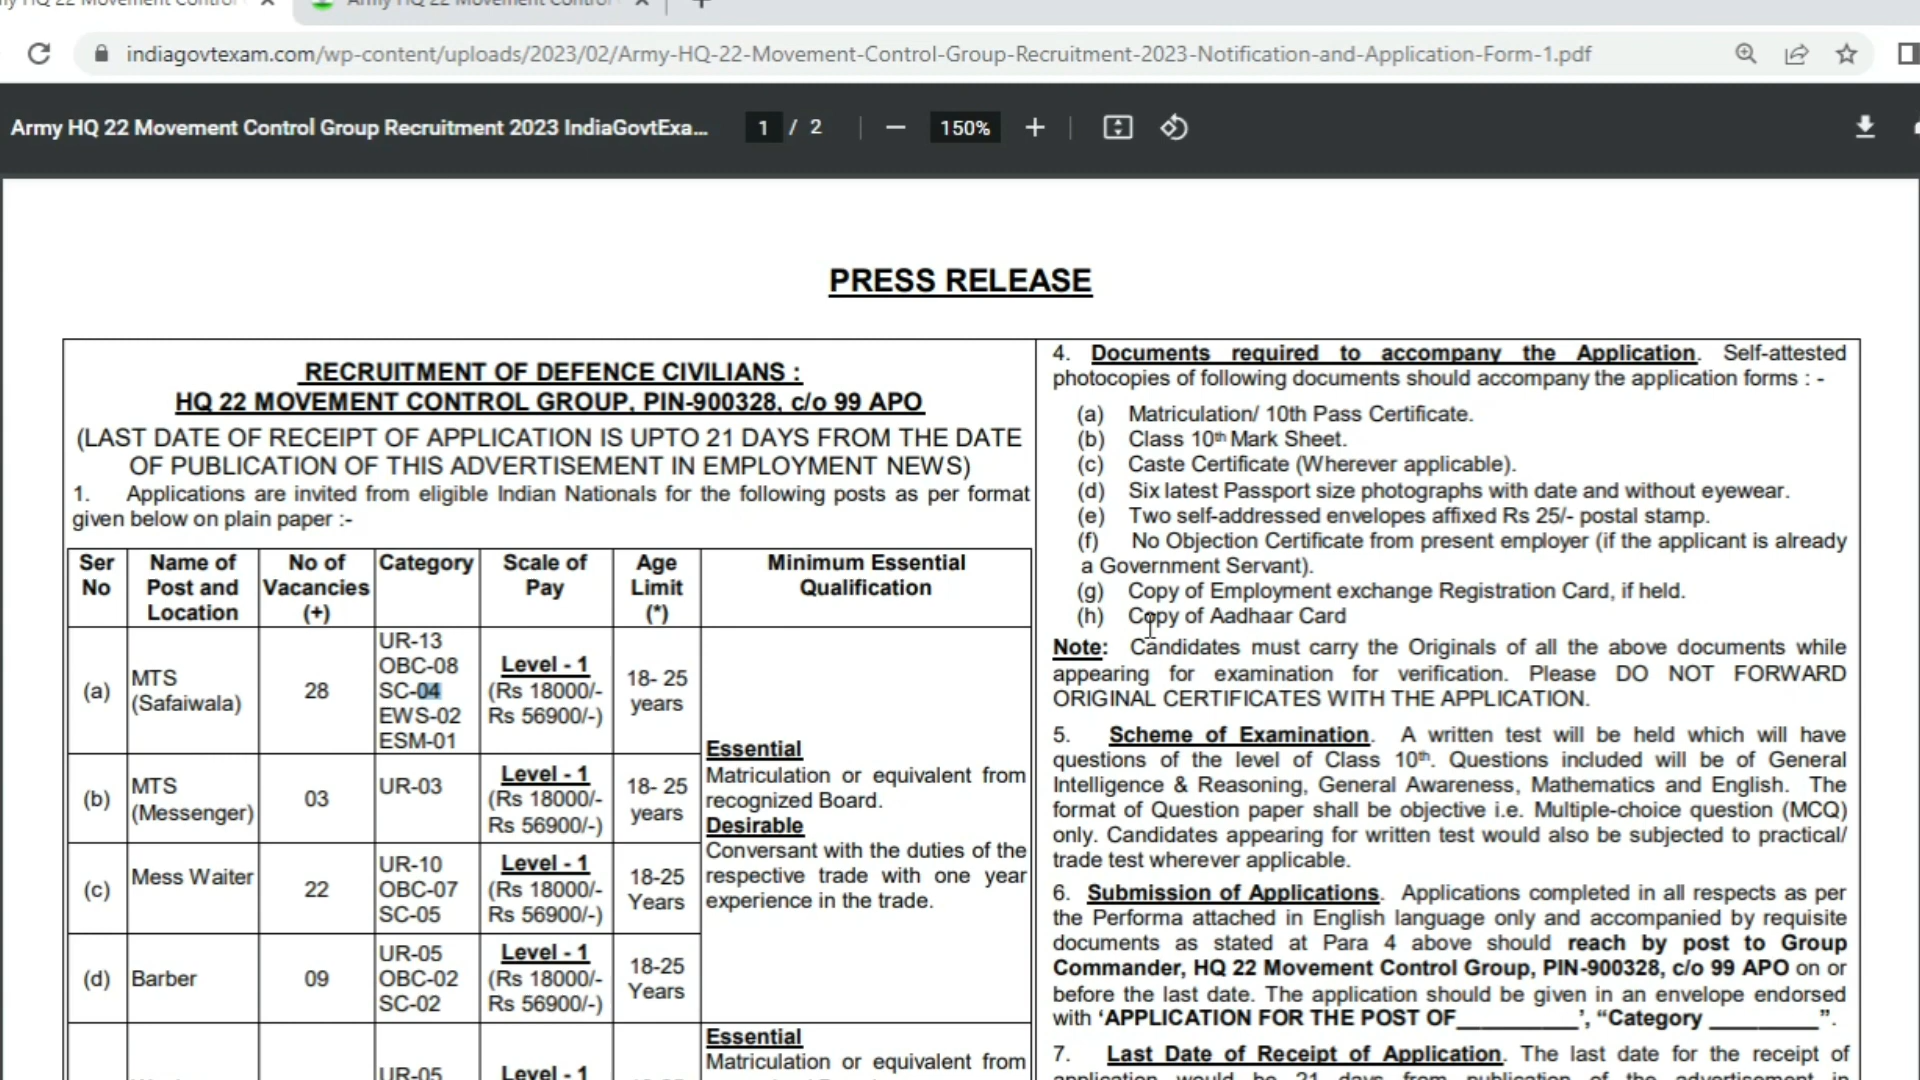 Army HQ 22 Movement Control
indiagovtexam.com/wp-content/uploads/2023/02/Army-HQ-22-Movement-Control-Group-Recruitment-2023-Notification-and-Application-Form-1.pdf
Army HQ 22 Movement Control Group Recruitment 2023 IndiaGovtExa... 1 / 2 150%
PRESS RELEASE
RECRUITMENT OF DEFENCE CIVILIANS :
HQ 22 MOVEMENT CONTROL GROUP, PIN-900328, c/o 99 APO
(LAST DATE OF RECEIPT OF APPLICATION IS UPTO 21 DAYS FROM THE DATE
OF PUBLICATION OF THIS ADVERTISEMENT IN EMPLOYMENT NEWS)
1. Applications are invited from eligible Indian Nationals for the following posts as per format
given below on plain paper :-
Ser No
Name of Post and Location
No of Vacancies (+)
Category
Scale of Pay
Age Limit (*)
Minimum Essential Qualification
(a)
MTS
(Safaiwala)
28
UR-13
OBC-08
SC-04
EWS-02
ESM-01
Level - 1
(Rs 18000/-
Rs 56900/-)
18- 25
years
(b)
MTS
(Messenger)
03
UR-03
Level - 1
(Rs 18000/-
Rs 56900/-)
18- 25
years
(c)
Mess Waiter
22
UR-10
OBC-07
SC-05
Level - 1
(Rs 18000/-
Rs 56900/-)
18-25
Years
(d)
Barber
09
UR-05
OBC-02
SC-02
Level - 1
(Rs 18000/-
Rs 56900/-)
18-25
Years
Essential
Matriculation or equivalent from
recognized Board.
Desirable
Conversant with the duties of the
respective trade with one year
experience in the trade.
UR-05
Level - 1
Essential
Matriculation or equivalent from
4. Documents required to accompany the Application. Self-attested
photocopies of following documents should accompany the application forms : -
(a) Matriculation/ 10th Pass Certificate.
(b) Class 10th Mark Sheet.
(c) Caste Certificate (Wherever applicable).
(d) Six latest Passport size photographs with date and without eyewear.
(e) Two self-addressed envelopes affixed Rs 25/- postal stamp.
(f) No Objection Certificate from present employer (if the applicant is already
a Government Servant).
(g) Copy of Employment exchange Registration Card, if held.
(h) Copy of Aadhaar Card
Note: Candidates must carry the Originals of all the above documents while
appearing for examination for verification. Please DO NOT FORWARD
ORIGINAL CERTIFICATES WITH THE APPLICATION.
5. Scheme of Examination. A written test will be held which will have
questions of the level of Class 10th. Questions included will be of General
Intelligence & Reasoning, General Awareness, Mathematics and English. The
format of Question paper shall be objective i.e. Multiple-choice question (MCQ)
only. Candidates appearing for written test would also be subjected to practical/
trade test wherever applicable.
6. Submission of Applications. Applications completed in all respects as per
the Performa attached in English language only and accompanied by requisite
documents as stated at Para 4 above should reach by post to Group
Commander, HQ 22 Movement Control Group, PIN-900328, c/o 99 APO on or
before the last date. The application should be given in an envelope endorsed
with ‘APPLICATION FOR THE POST OF__________’, “Category _________”.
7. Last Date of Receipt of Application. The last date for the receipt of
application would be 21 days from publication of the advertisement in